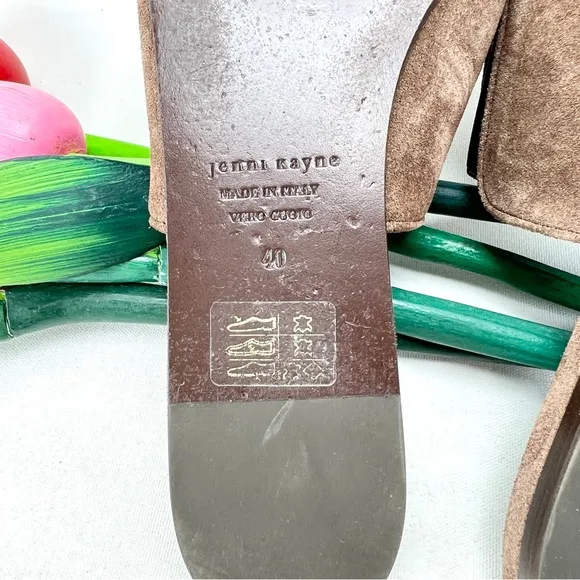 Jenni Kayne
MADE IN ITALY
VERO CUOIO
40